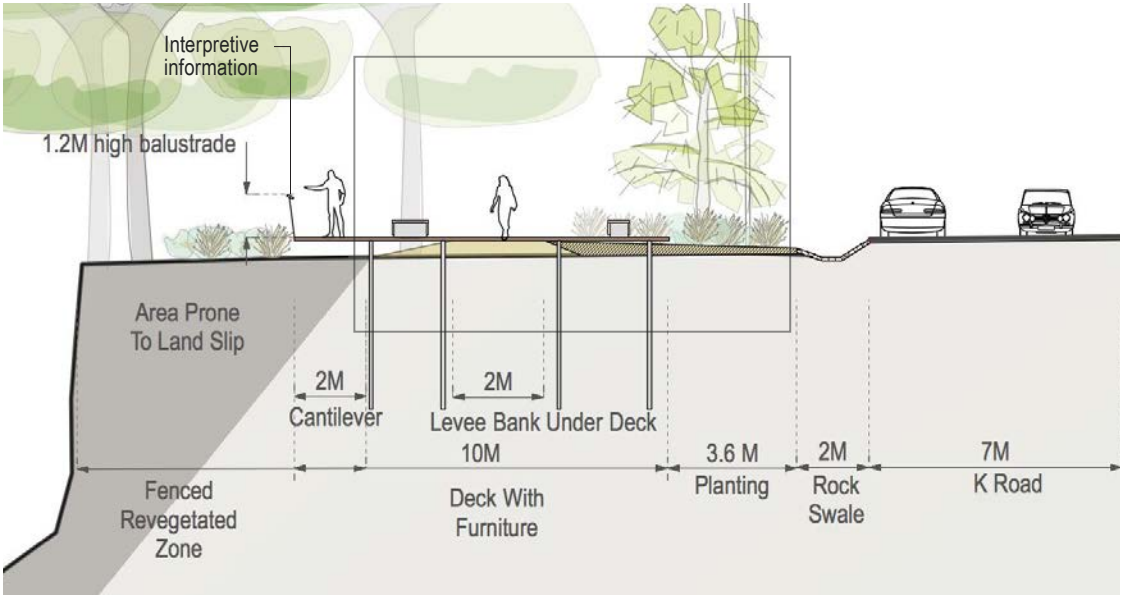 Interpretive
information
1.2M high balustrade
Area Prone
To Land Slip
2M
Cantilever
2M
Levee Bank Under Deck
10M
Deck With
Furniture
3.6 M
Planting
2M
Rock
Swale
7M
K Road
Fenced
Revegetated
Zone